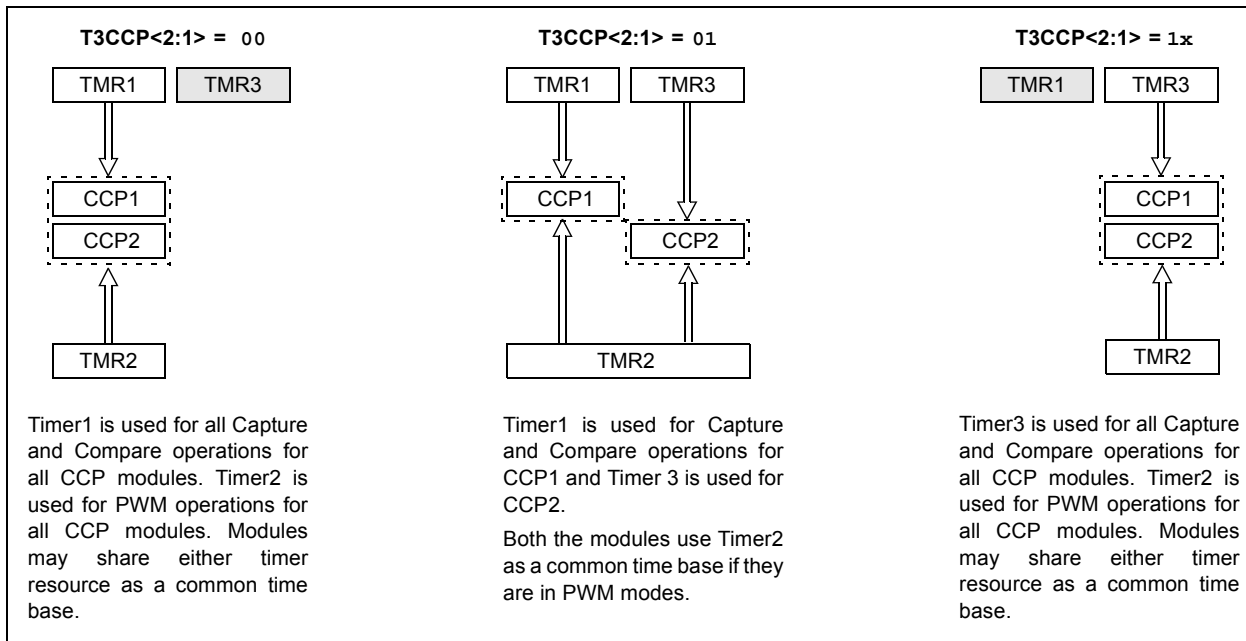 T3CCP<2:1> = 00
TMR1
TMR3
CCP1
CCP2
TMR2
Timer1 is used for all Capture
and Compare operations for
all CCP modules. Timer2 is
used for PWM operations for
all CCP modules. Modules
may share either timer
resource as a common time
base.
T3CCP<2:1> = 01
TMR1
TMR3
CCP1
CCP2
TMR2
Timer1 is used for Capture
and Compare operations for
CCP1 and Timer 3 is used for
CCP2.
Both the modules use Timer2
as a common time base if they
are in PWM modes.
T3CCP<2:1> = 1x
TMR1
TMR3
CCP1
CCP2
TMR2
Timer3 is used for all Capture
and Compare operations for
all CCP modules. Timer2 is
used for PWM operations for
all CCP modules. Modules
may share either timer
resource as a common time
base.